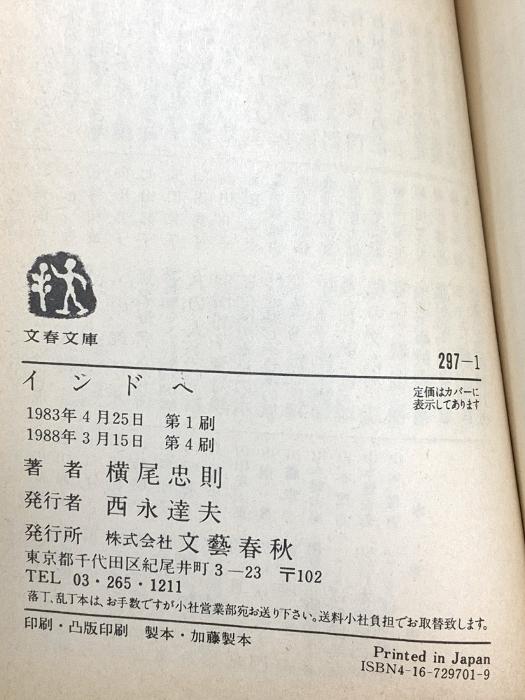 文春文庫
297—1
インドへ
定価はカバーに
表示してあります
1983年4月25日 第1刷
1988年3月15日 第4刷
著者 横尾忠則
発行者 西永達夫
発行所 株式会社 文藝春秋
東京都千代田区紀尾井町3—23 〒102
TEL 03・265・1211
落丁、乱丁本は、お手数ですが小社営業部宛お送り下さい。送料小社負担でお取替致します。
印刷・凸版印刷 製本・加藤製本
Printed in Japan
ISBN4-16-729701-9